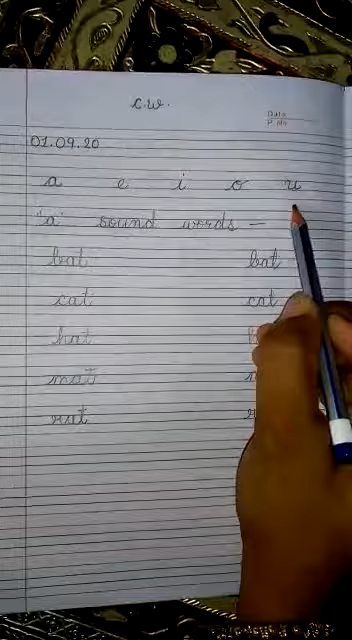 c.w.
Date
P. No.
01.09.20
a e i o u
"a" sound words —
bat bat
cat cat
hat
mat
rat